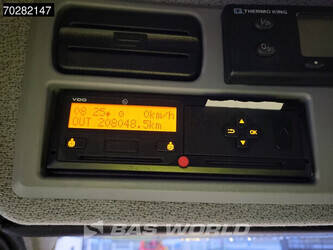 70282147
THERMO KING
VDO
08:25 0 0km/h
OUT 208048.5km
OK
BAS WORLD